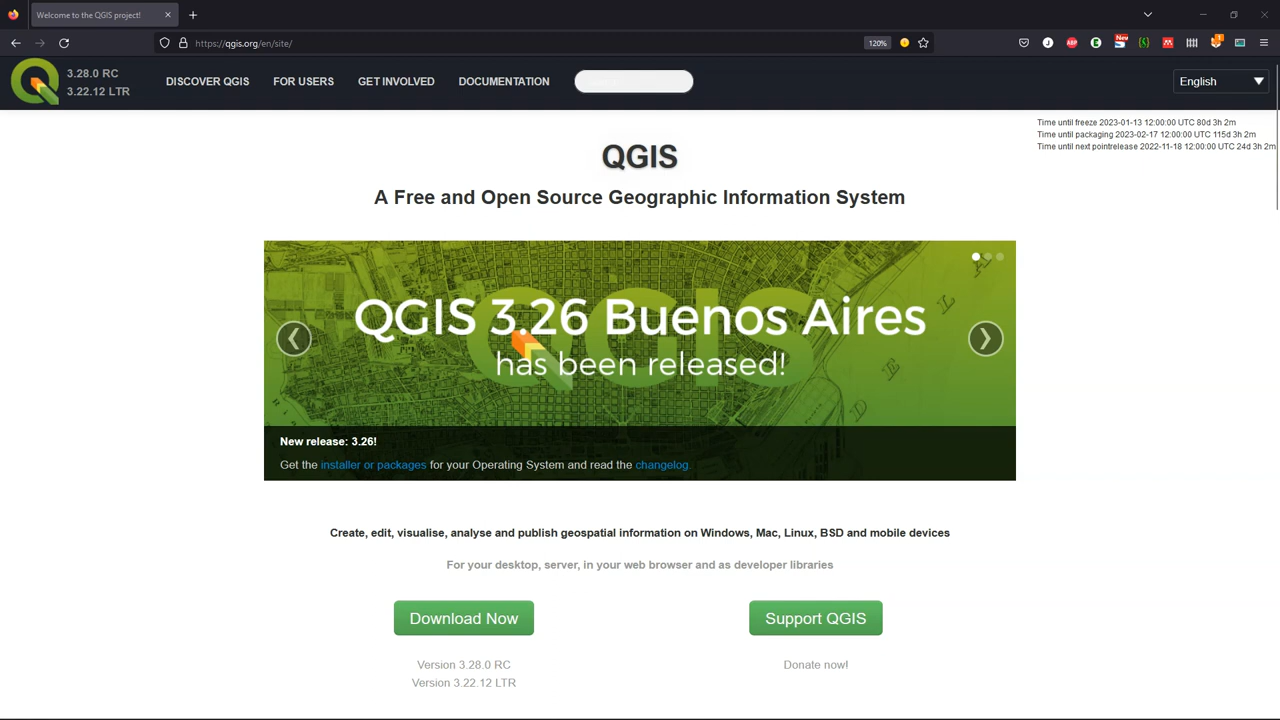 Welcome to the QGIS project!
https://qgis.org/en/site/
120%
New
1
3.28.0 RC
3.22.12 LTR
DISCOVER QGIS
FOR USERS
GET INVOLVED
DOCUMENTATION
English
Time until freeze 2023-01-13 12:00:00 UTC 80d 3h 2m
Time until packaging 2023-02-17 12:00:00 UTC 115d 3h 2m
Time until next pointrelease 2022-11-18 12:00:00 UTC 24d 3h 2m
QGIS
A Free and Open Source Geographic Information System
QGIS 3.26 Buenos Aires
has been released!
New release: 3.26!
Get the installer or packages for your Operating System and read the changelog.
Create, edit, visualise, analyse and publish geospatial information on Windows, Mac, Linux, BSD and mobile devices
For your desktop, server, in your web browser and as developer libraries
Download Now
Support QGIS
Version 3.28.0 RC
Donate now!
Version 3.22.12 LTR